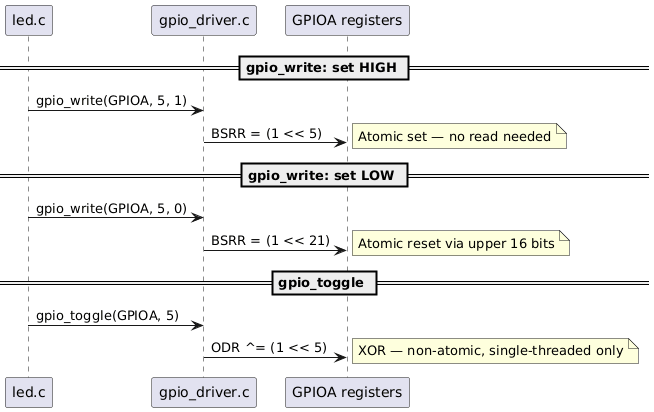 led.c
gpio_driver.c
GPIOA registers
gpio_write: set HIGH
gpio_write(GPIOA, 5, 1)
BSRR = (1 << 5)
Atomic set — no read needed
gpio_write: set LOW
gpio_write(GPIOA, 5, 0)
BSRR = (1 << 21)
Atomic reset via upper 16 bits
gpio_toggle
gpio_toggle(GPIOA, 5)
ODR ^= (1 << 5)
XOR — non-atomic, single-threaded only
led.c
gpio_driver.c
GPIOA registers